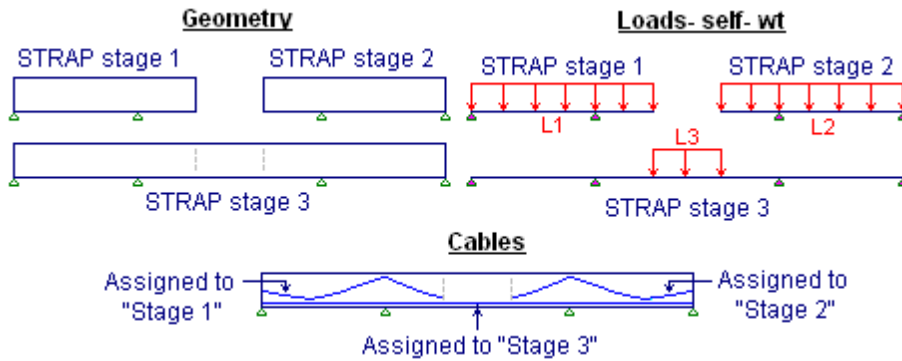 Geometry
STRAP stage 1
STRAP stage 2
STRAP stage 3
Loads- self- wt
STRAP stage 1
STRAP stage 2
L1
L2
L3
STRAP stage 3
Cables
Assigned to
"Stage 1"
Assigned to
"Stage 2"
Assigned to "Stage 3"